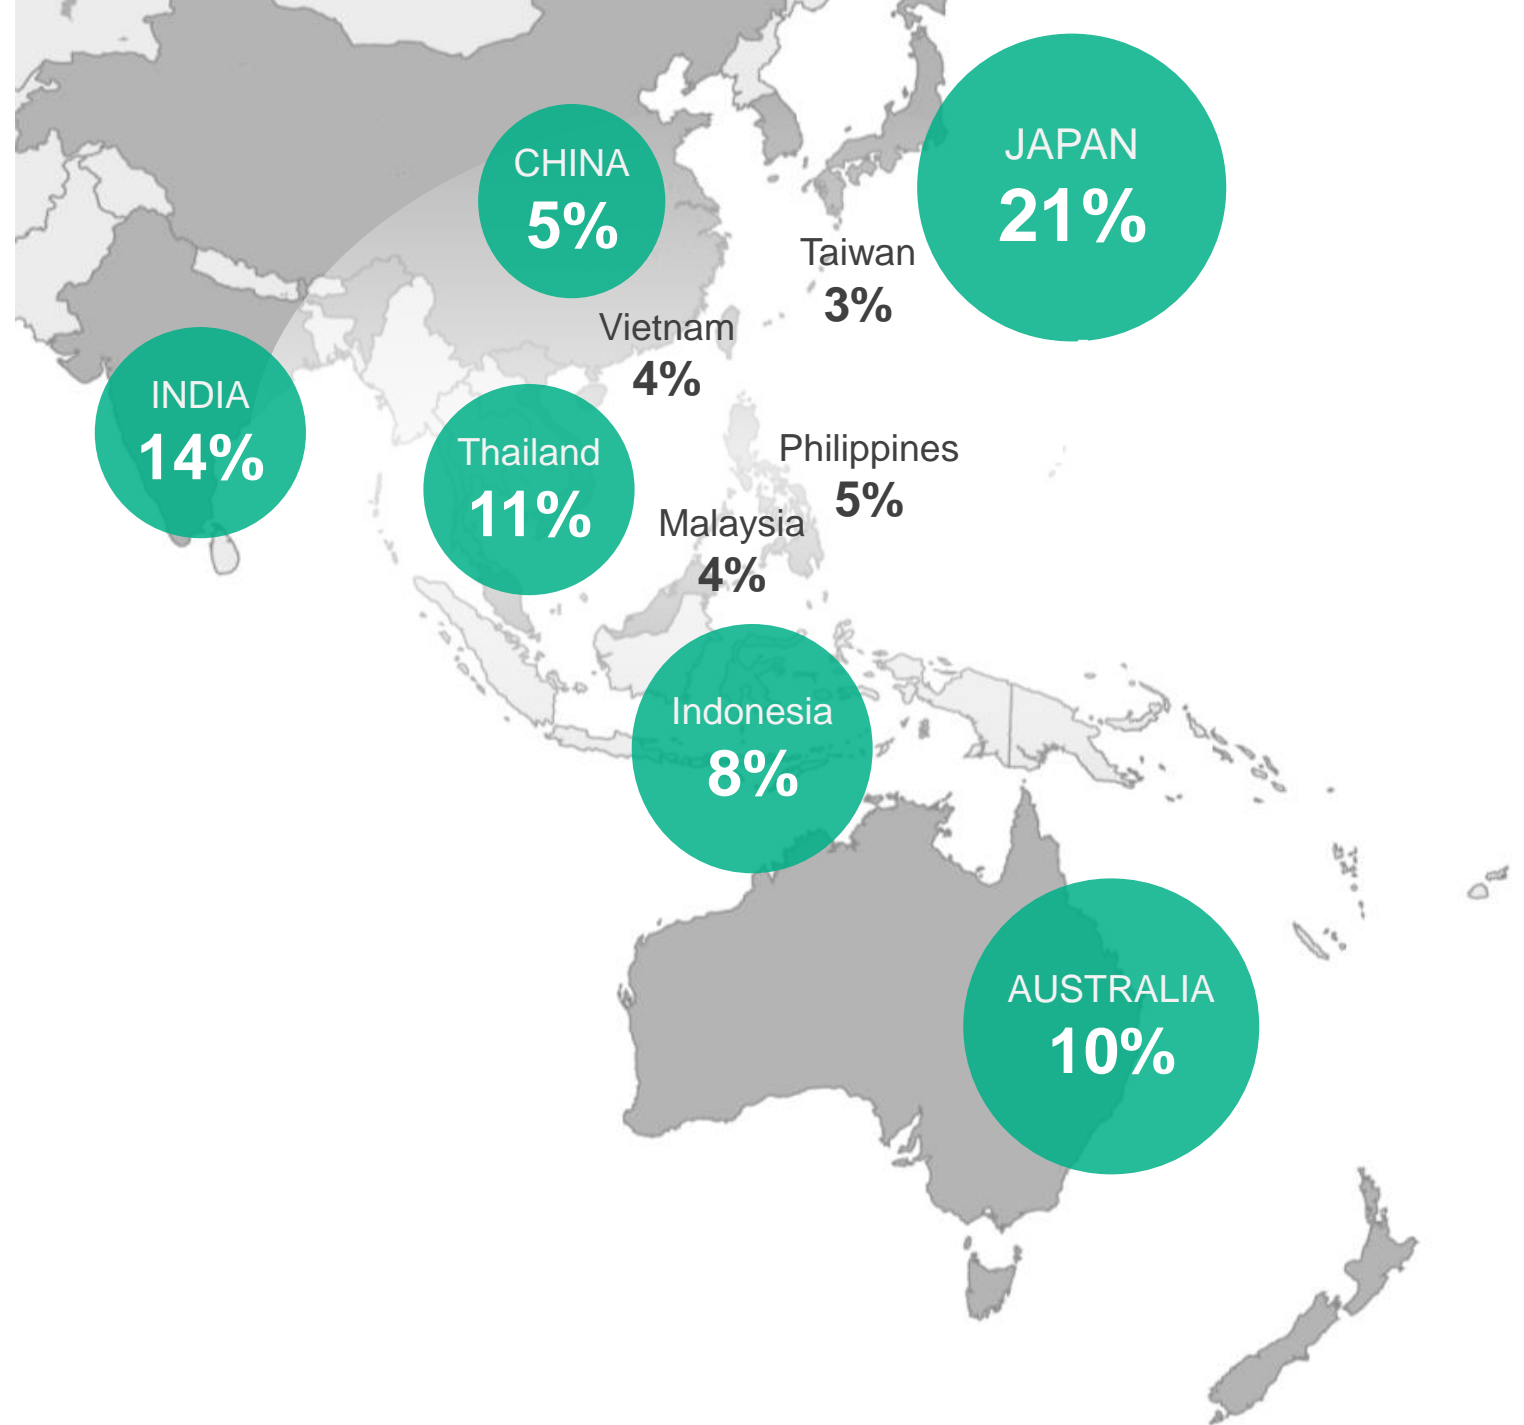 JAPAN
21%
CHINA
5%
Taiwan
3%
Vietnam
4%
INDIA
14%
Thailand
11%
Philippines
5%
Malaysia
4%
Indonesia
8%
AUSTRALIA
10%